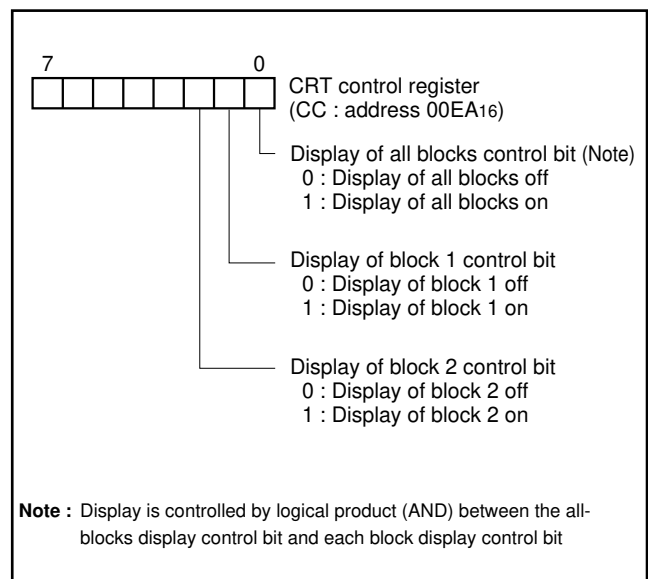 7 0
CRT control register
(CC : address 00EA16)
Display of all blocks control bit (Note)
0 : Display of all blocks off
1 : Display of all blocks on
Display of block 1 control bit
0 : Display of block 1 off
1 : Display of block 1 on
Display of block 2 control bit
0 : Display of block 2 off
1 : Display of block 2 on
Note : Display is controlled by logical product (AND) between the all-
blocks display control bit and each block display control bit